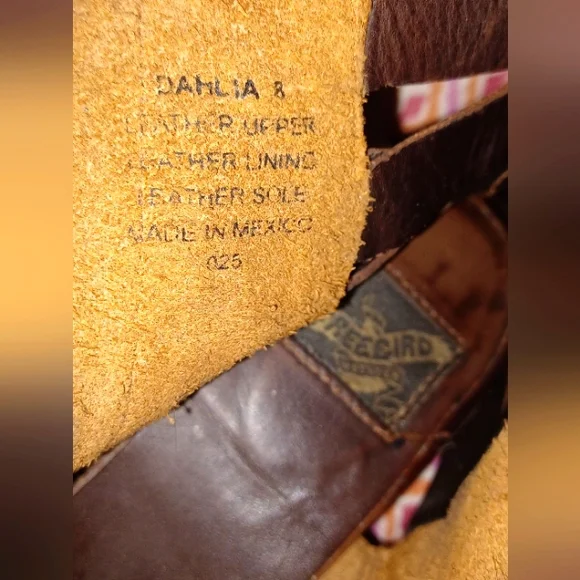 DAHLIA 8
LEATHER UPPER
LEATHER LINING
LEATHER SOLE
MADE IN MEXICO
025
FREEBIRD